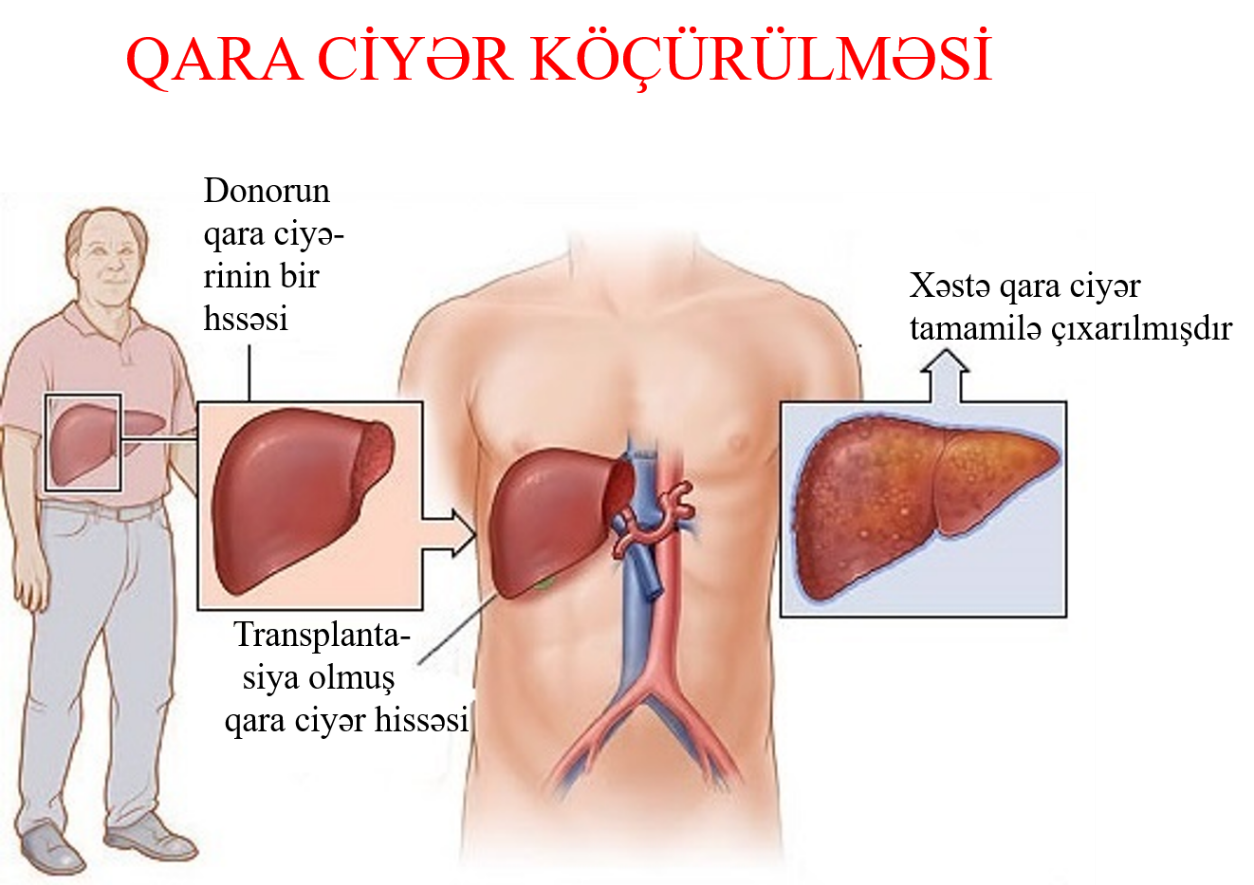 QARA CİYƏR KÖÇÜRÜLMƏSİ
Donorun
qara ciyə-
rinin bir
hssəsi
Xəstə qara ciyər
tamamilə çıxarılmışdır
Transplanta-
siya olmuş
qara ciyər hissəsi